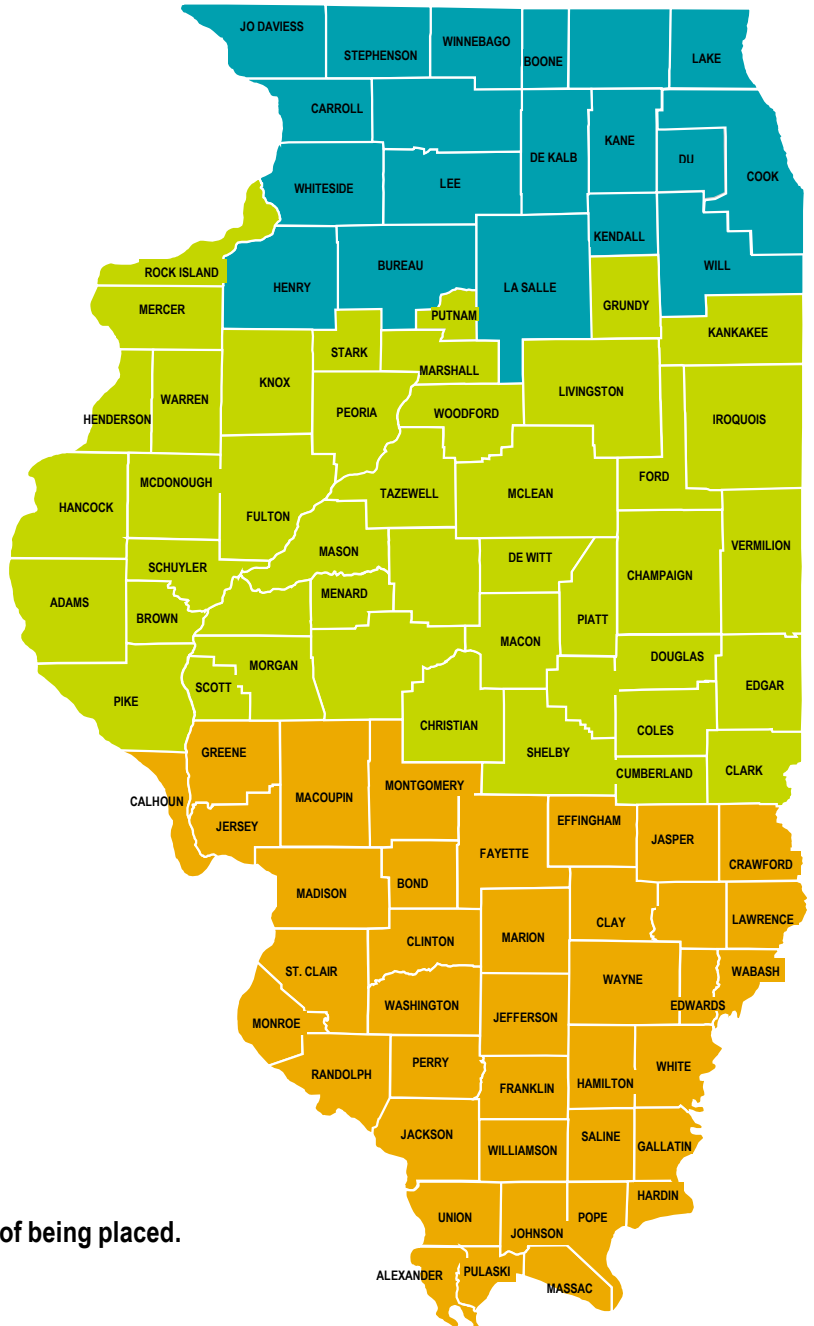 JO DAVIESS
STEPHENSON
WINNEBAGO
BOONE
LAKE
CARROLL
DE KALB
KANE
DU
COOK
WHITESIDE
LEE
KENDALL
ROCK ISLAND
HENRY
BUREAU
LA SALLE
WILL
MERCER
PUTNAM
GRUNDY
KANKAKEE
STARK
MARSHALL
KNOX
LIVINGSTON
HENDERSON
WARREN
PEORIA
WOODFORD
IROQUOIS
MCDONOUGH
FORD
HANCOCK
FULTON
TAZEWELL
MCLEAN
MASON
VERMILION
SCHUYLER
DE WITT
CHAMPAIGN
ADAMS
MENARD
BROWN
PIATT
MACON
MORGAN
DOUGLAS
SCOTT
EDGAR
PIKE
CHRISTIAN
COLES
GREENE
SHELBY
CUMBERLAND
CLARK
CALHOUN
MACOUPIN
MONTGOMERY
JERSEY
EFFINGHAM
JASPER
FAYETTE
CRAWFORD
MADISON
BOND
CLAY
LAWRENCE
CLINTON
MARION
ST. CLAIR
WAYNE
WABASH
WASHINGTON
EDWARDS
MONROE
JEFFERSON
RANDOLPH
PERRY
WHITE
FRANKLIN
HAMILTON
JACKSON
WILLIAMSON
SALINE
GALLATIN
HARDIN
UNION
POPE
JOHNSON
of being placed.
ALEXANDER
PULASKI
MASSAC